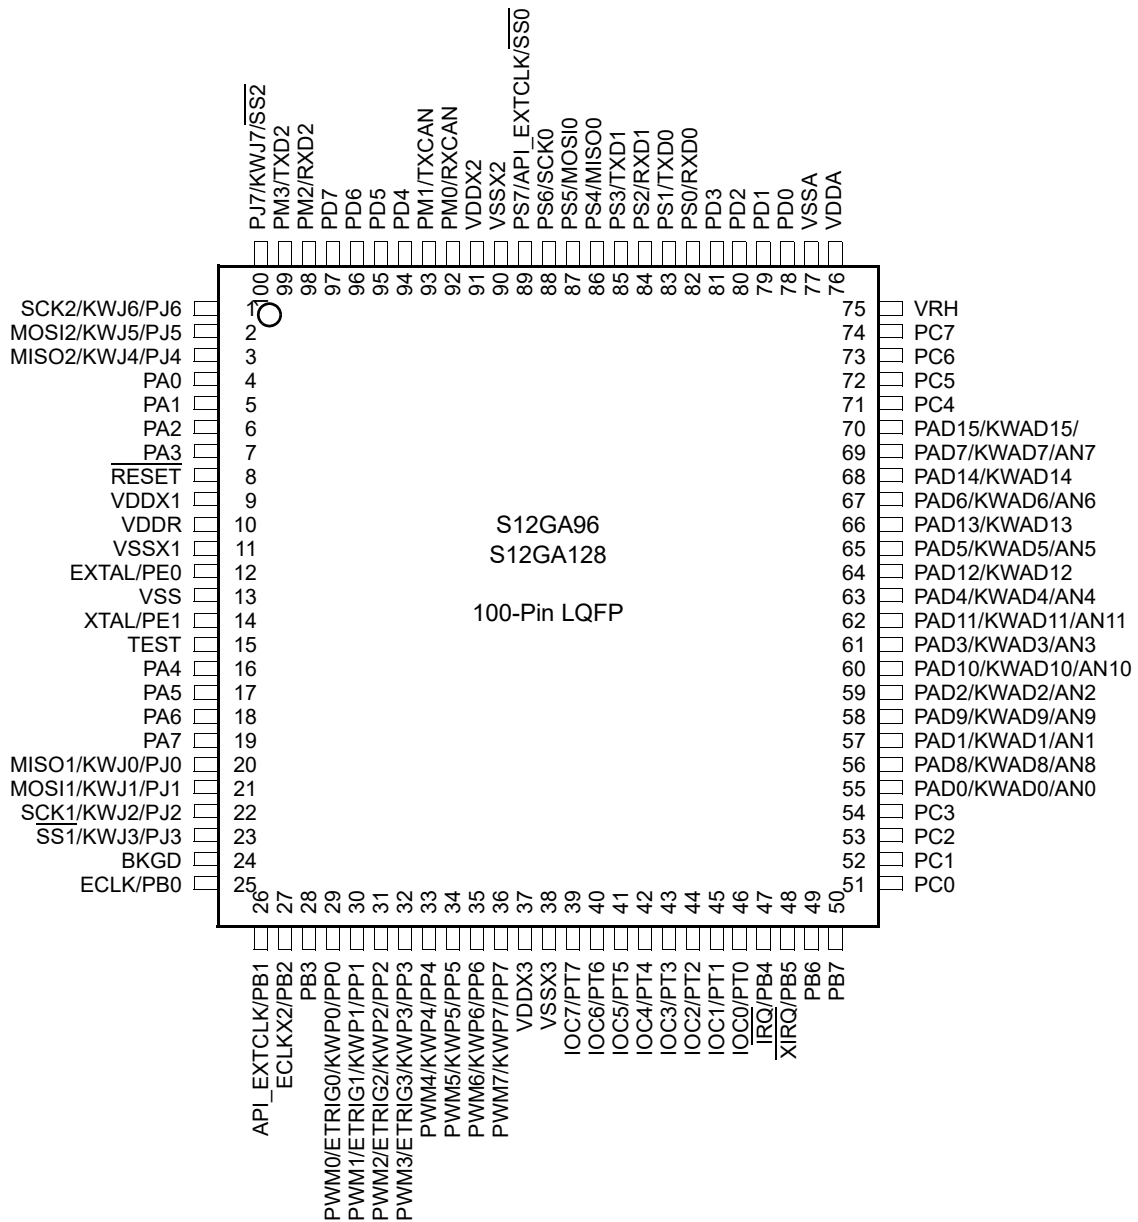 PJ7/KWJ7/SS2
PM3/TXD2
PM2/RXD2
PD7
PD6
PD5
PD4
PM1/TXCAN
PM0/RXCAN
VDDX2
VSSX2
PS7/API_EXTCLK/SS0
PS6/SCK0
PS5/MOSI0
PS4/MISO0
PS3/TXD1
PS2/RXD1
PS1/TXD0
PS0/RXD0
PD3
PD2
PD1
PD0
VSSA
VDDA
100
99
98
97
96
95
94
93
92
91
90
89
88
87
86
85
84
83
82
81
80
79
78
77
76
SCK2/KWJ6/PJ6 1
MOSI2/KWJ5/PJ5 2
MISO2/KWJ4/PJ4 3
PA0 4
PA1 5
PA2 6
PA3 7
RESET 8
VDDX1 9
VDDR 10
VSSX1 11
EXTAL/PE0 12
VSS 13
XTAL/PE1 14
TEST 15
PA4 16
PA5 17
PA6 18
PA7 19
MISO1/KWJ0/PJ0 20
MOSI1/KWJ1/PJ1 21
SCK1/KWJ2/PJ2 22
SS1/KWJ3/PJ3 23
BKGD 24
ECLK/PB0 25
S12GA96
S12GA128
100-Pin LQFP
75 VRH
74 PC7
73 PC6
72 PC5
71 PC4
70 PAD15/KWAD15/
69 PAD7/KWAD7/AN7
68 PAD14/KWAD14
67 PAD6/KWAD6/AN6
66 PAD13/KWAD13
65 PAD5/KWAD5/AN5
64 PAD12/KWAD12
63 PAD4/KWAD4/AN4
62 PAD11/KWAD11/AN11
61 PAD3/KWAD3/AN3
60 PAD10/KWAD10/AN10
59 PAD2/KWAD2/AN2
58 PAD9/KWAD9/AN9
57 PAD1/KWAD1/AN1
56 PAD8/KWAD8/AN8
55 PAD0/KWAD0/AN0
54 PC3
53 PC2
52 PC1
51 PC0
26
27
28
29
30
31
32
33
34
35
36
37
38
39
40
41
42
43
44
45
46
47
48
49
50
API_EXTCLK/PB1
ECLKX2/PB2
PB3
PWM0/ETRIG0/KWP0/PP0
PWM1/ETRIG1/KWP1/PP1
PWM2/ETRIG2/KWP2/PP2
PWM3/ETRIG3/KWP3/PP3
PWM4/KWP4/PP4
PWM5/KWP5/PP5
PWM6/KWP6/PP6
PWM7/KWP7/PP7
VDDX3
VSSX3
IOC7/PT7
IOC6/PT6
IOC5/PT5
IOC4/PT4
IOC3/PT3
IOC2/PT2
IOC1/PT1
IOC0/PT0
IRQ/PB4
XIRQ/PB5
PB6
PB7